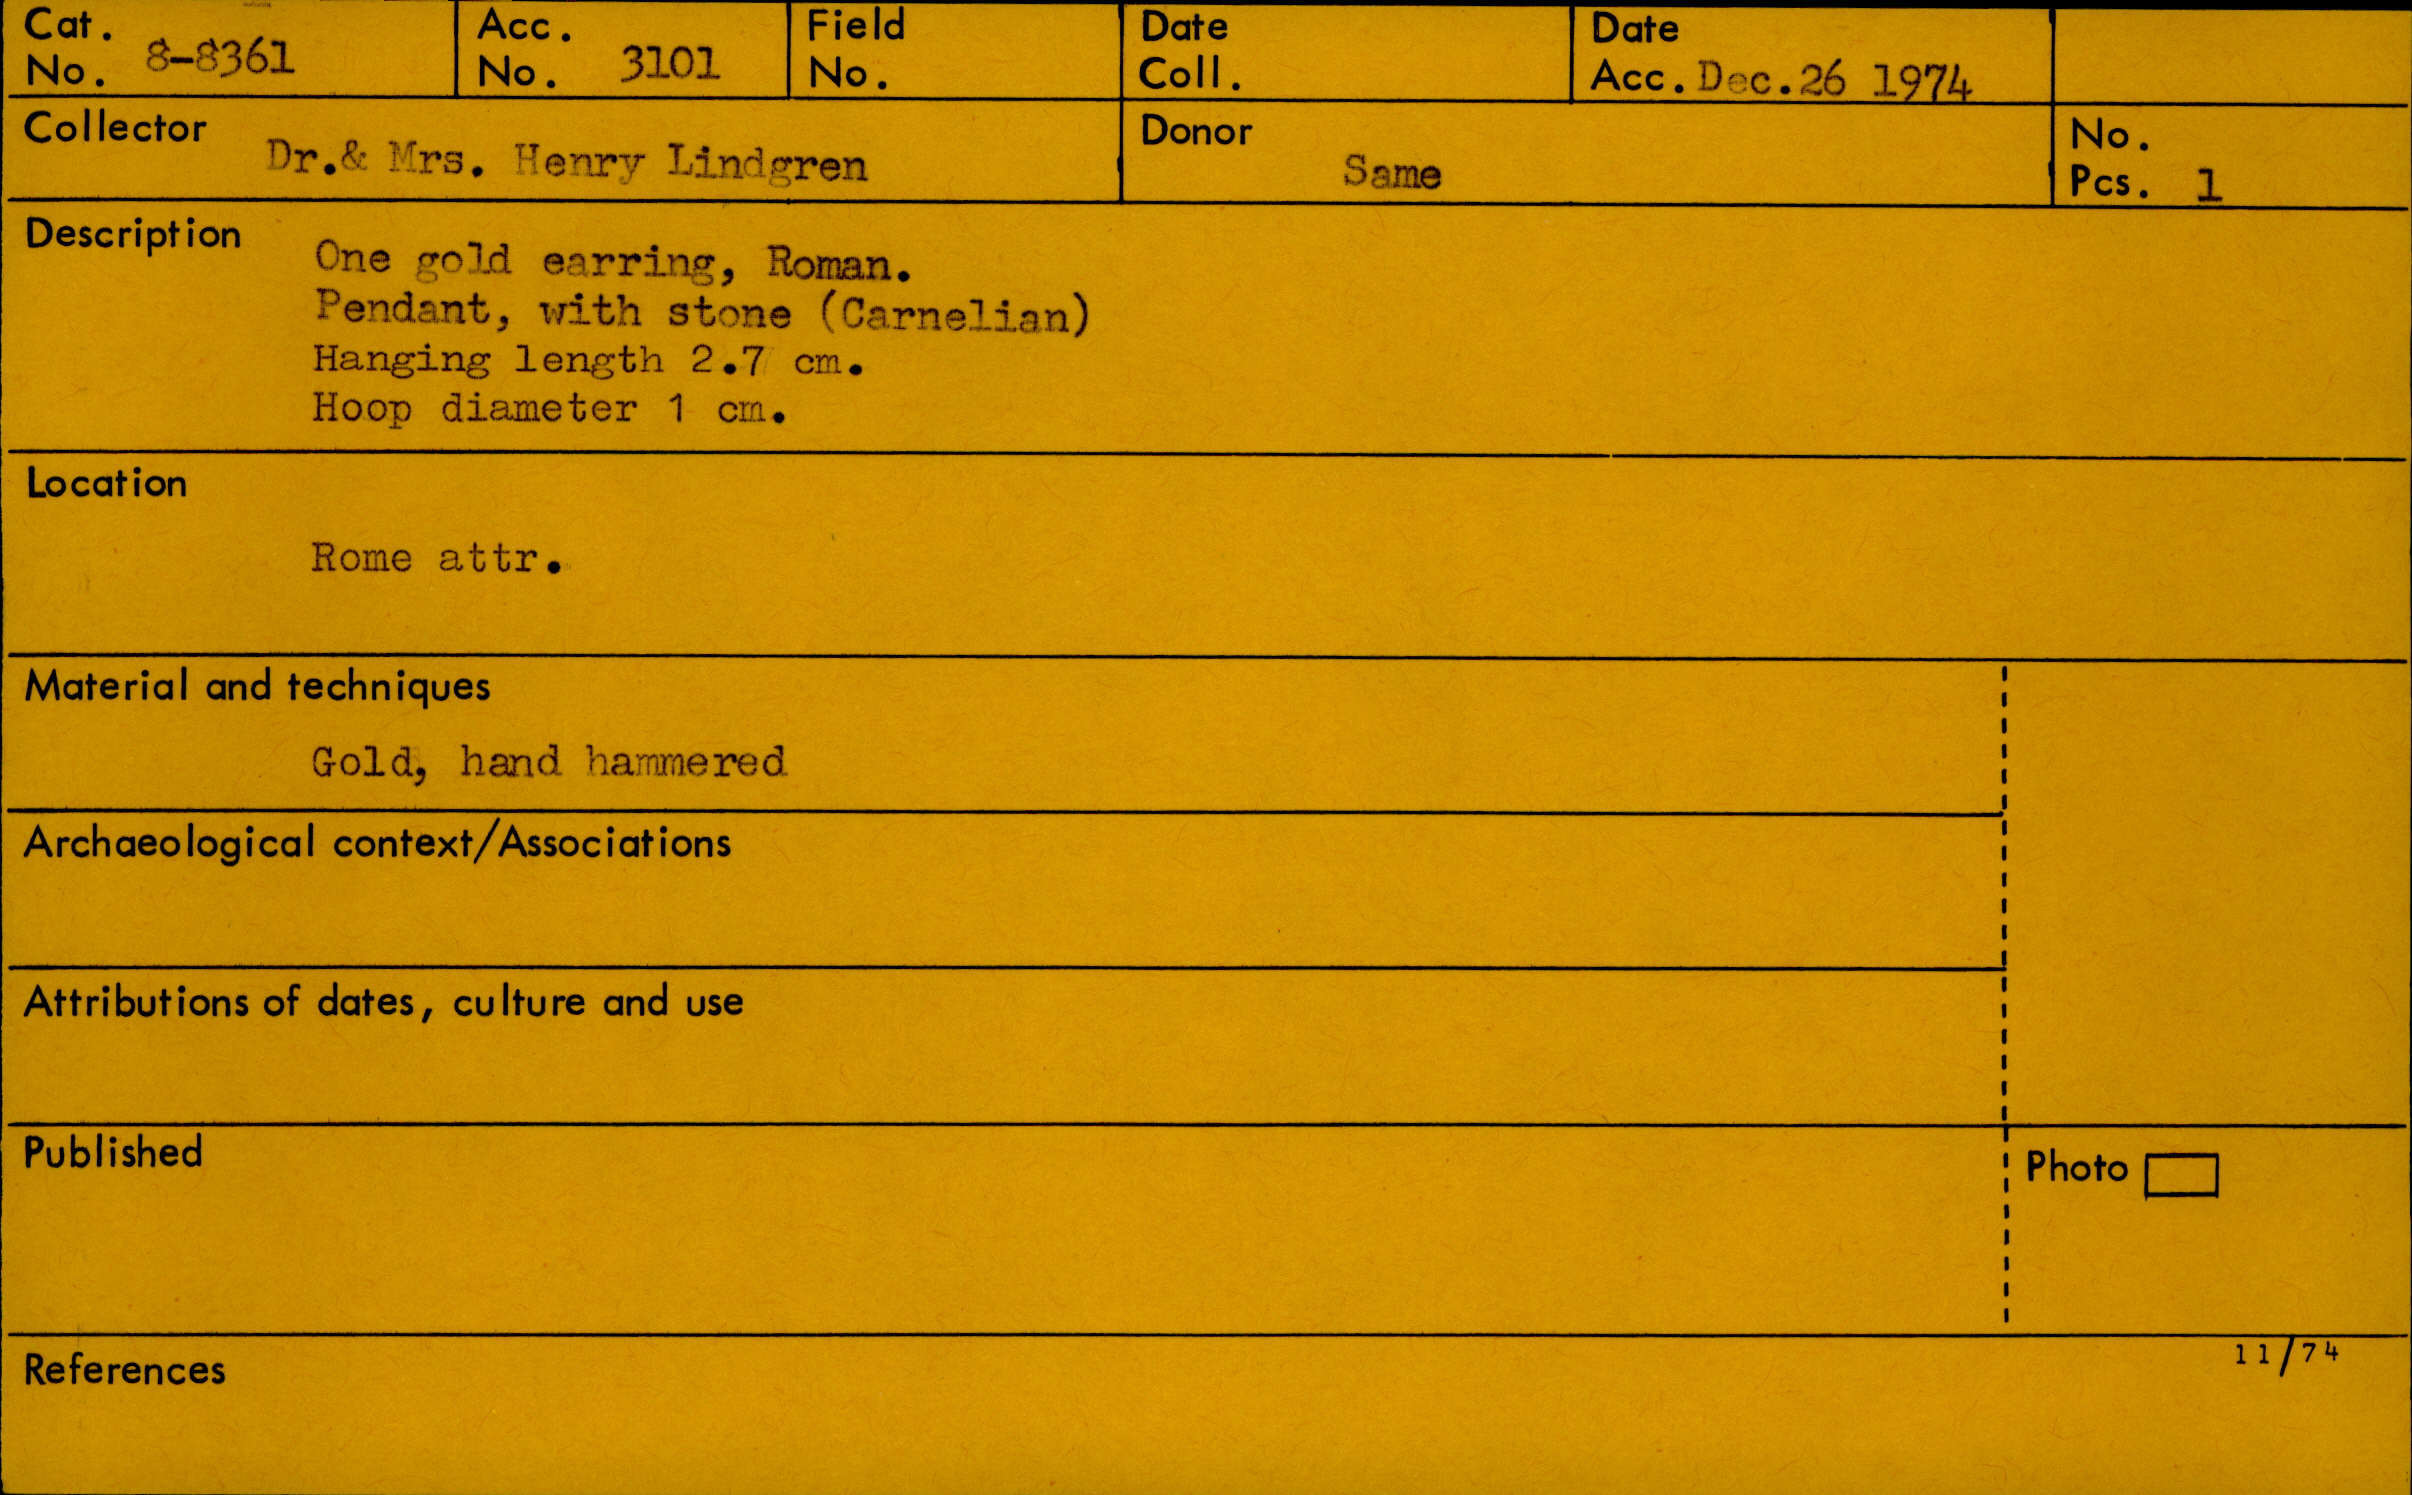 Cat. No. 8-8361
Acc. No. 3101
Field No.
Date Coll.
Date Acc. Dec.26 1974
Collector Dr.& Mrs. Henry Lindgren
Donor Same
No. Pcs. 1
Description
One gold earring, Roman.
Pendant, with stone (Carnelian)
Hanging length 2.7 cm.
Hoop diameter 1 cm.
Location
Rome attr.
Material and techniques
Gold, hand hammered
Archaeological context/Associations
Attributions of dates, culture and use
Published
Photo
References
11/74